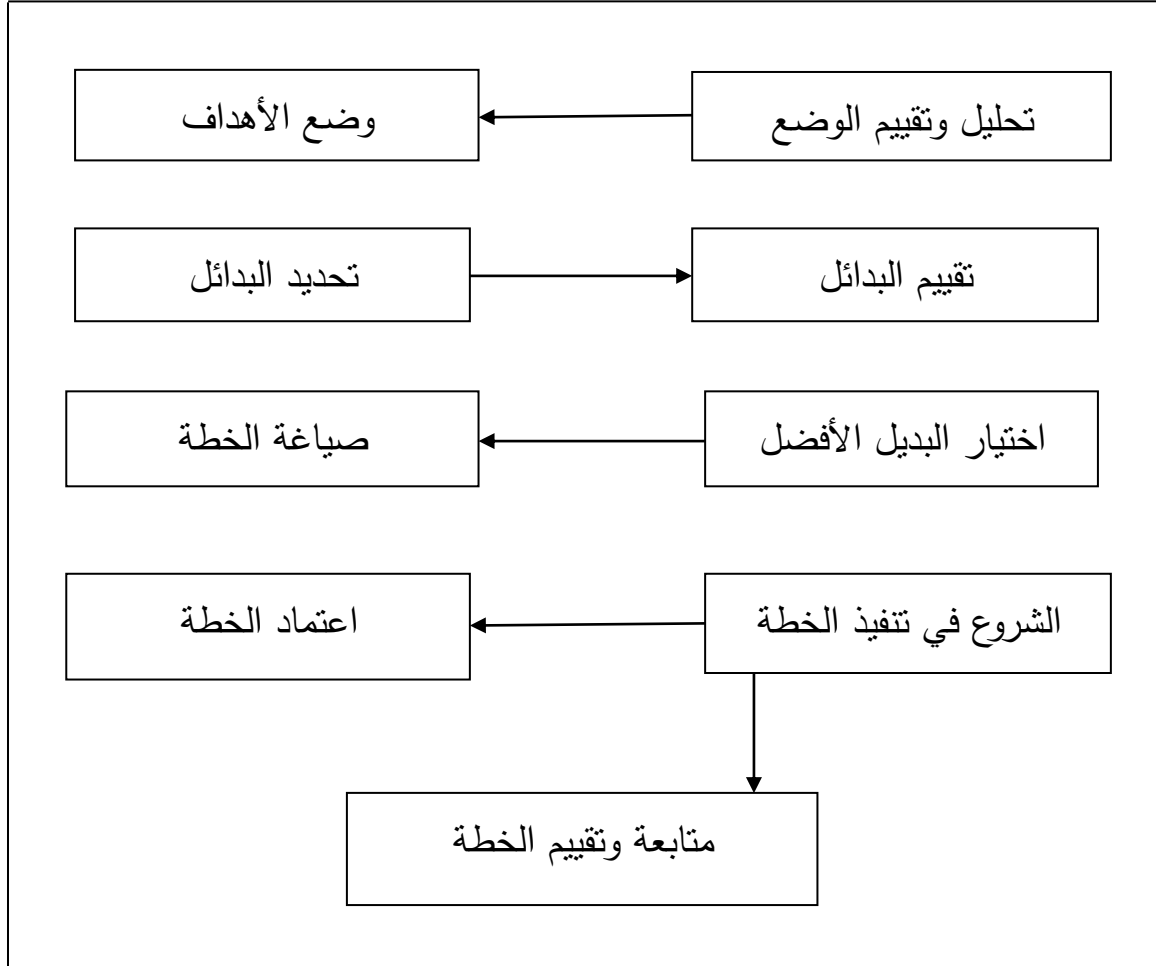 تحليل وتقييم الوضع
وضع الأهداف
تقييم البدائل
تحديد البدائل
اختيار البديل الأفضل
صياغة الخطة
الشروع في تنفيذ الخطة
اعتماد الخطة
متابعة وتقييم الخطة